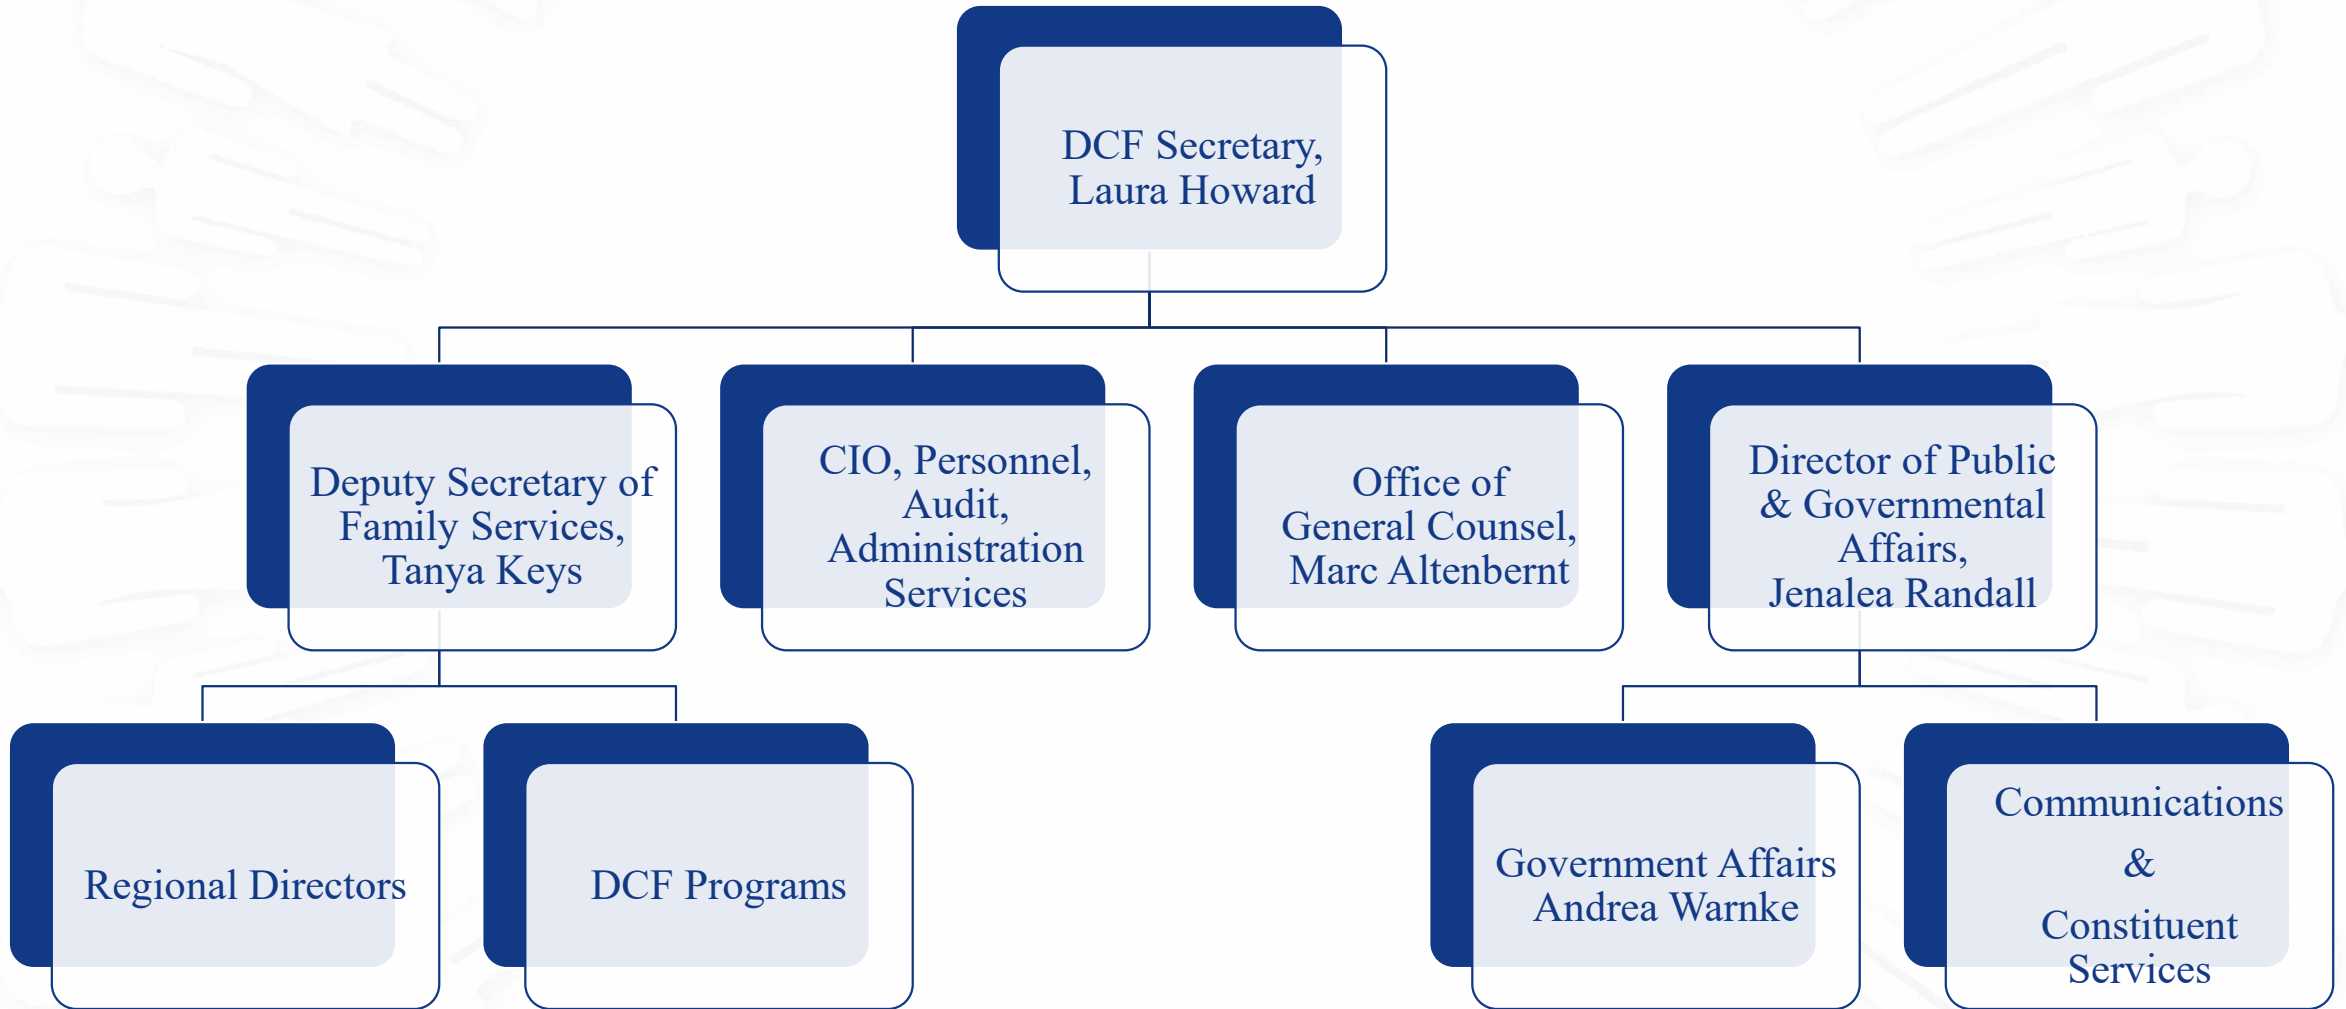 DCF Secretary,
Laura Howard
Deputy Secretary of
Family Services,
Tanya Keys
CIO, Personnel,
Audit,
Administration
Services
Office of
General Counsel,
Marc Altenbernt
Director of Public
& Governmental
Affairs,
Jenalea Randall
Regional Directors
DCF Programs
Government Affairs
Andrea Warnke
Communications
&
Constituent
Services